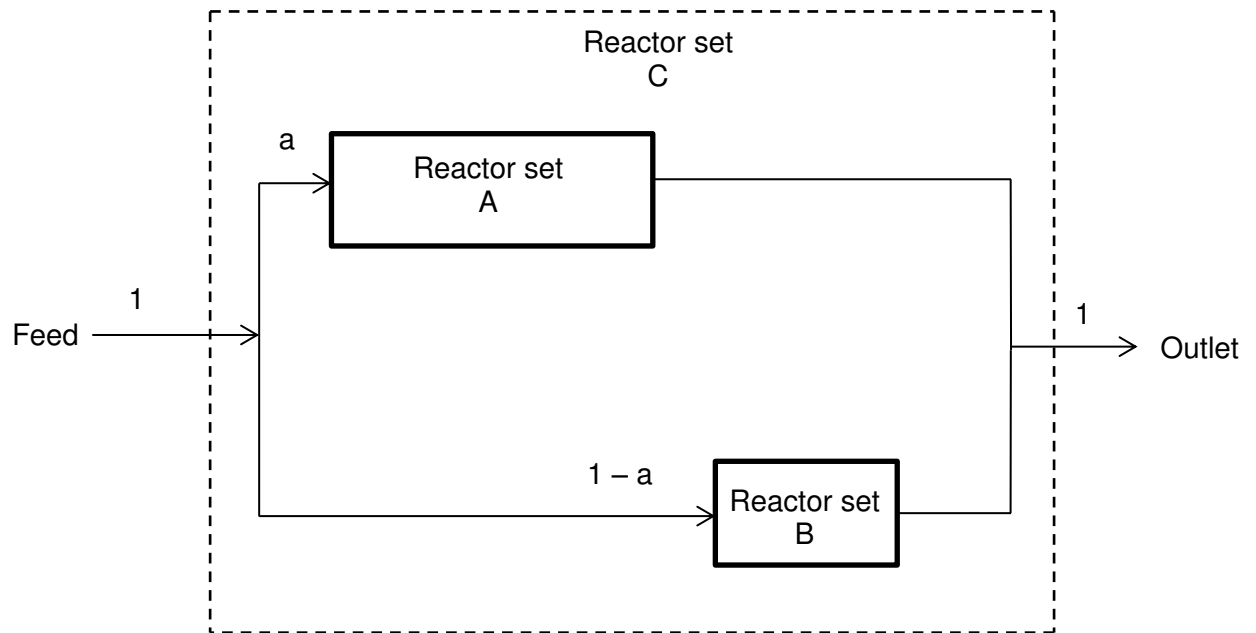 Reactor set
C
a
Reactor set
A
1
Feed
1
Outlet
1 – a
Reactor set
B